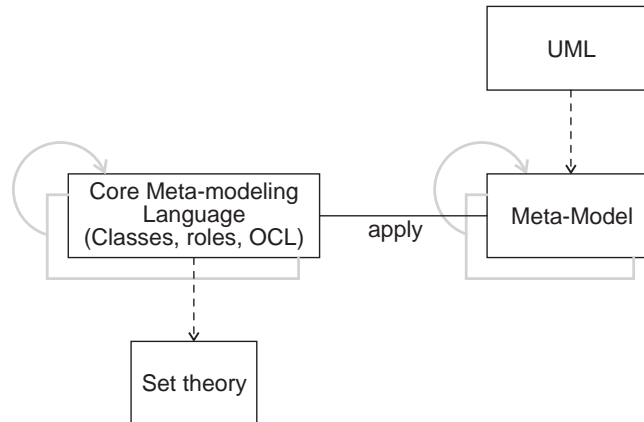 UML
Core Meta-modeling
Language
(Classes, roles, OCL)
apply
Meta-Model
Set theory